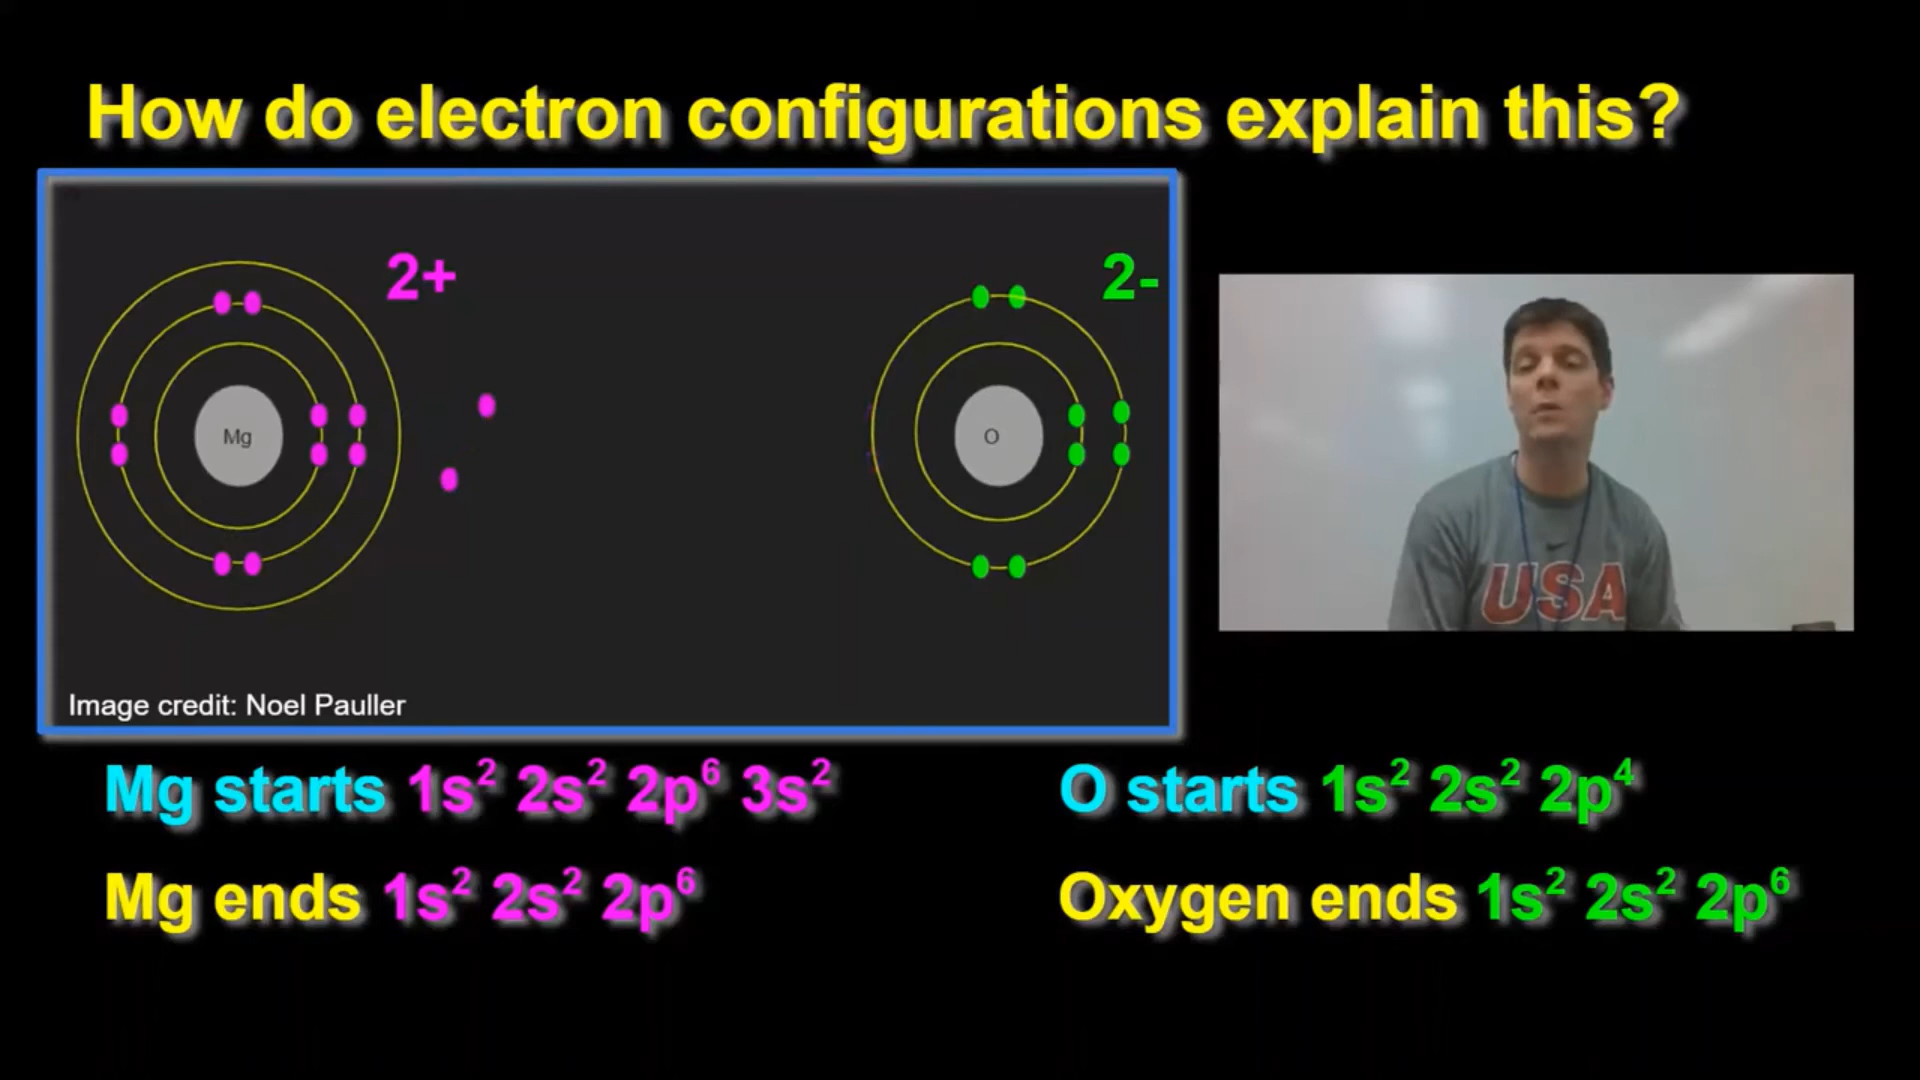 How do electron configurations explain this?
2+
2-
Mg
O
USA
Image credit: Noel Pauller
Mg starts 1s² 2s² 2p⁶ 3s²
O starts 1s² 2s² 2p⁴
Mg ends 1s² 2s² 2p⁶
Oxygen ends 1s² 2s² 2p⁶